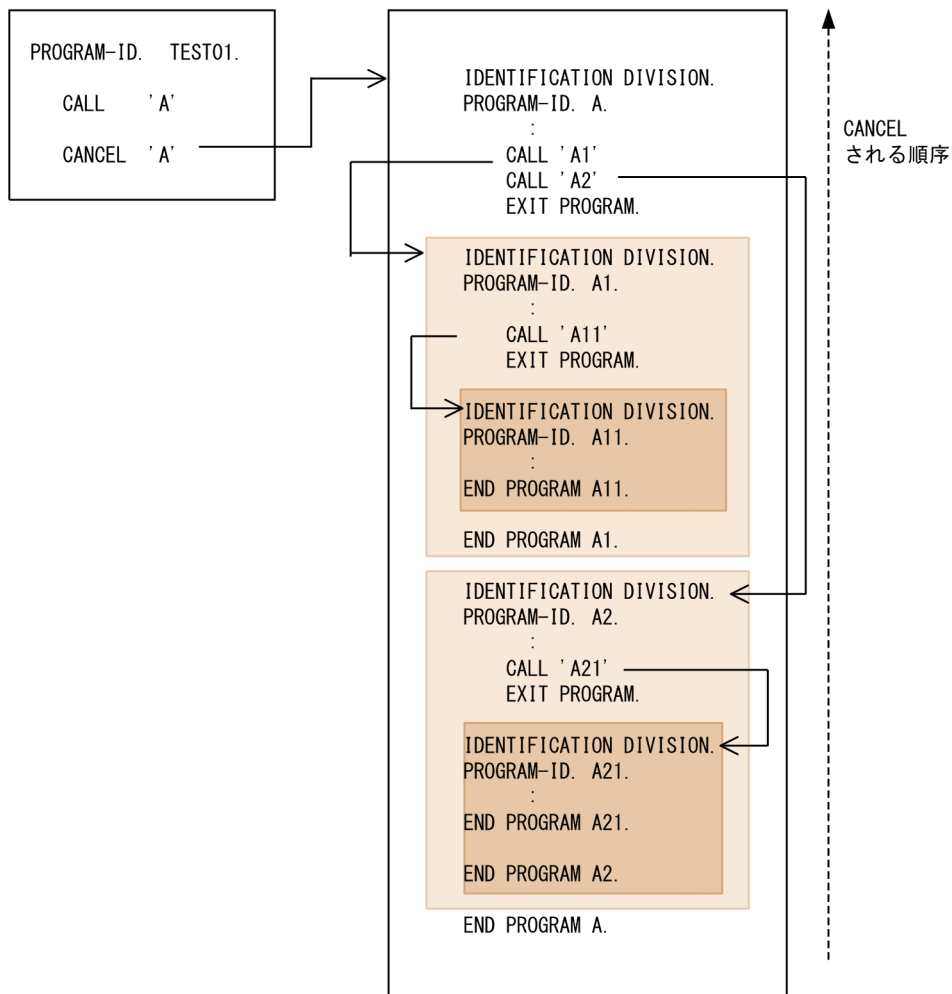 PROGRAM-ID. TEST01.
CALL 'A'
CANCEL 'A'
IDENTIFICATION DIVISION.
PROGRAM-ID. A.
:
CALL 'A1'
CALL 'A2'
EXIT PROGRAM.
IDENTIFICATION DIVISION.
PROGRAM-ID. A1.
:
CALL 'A11'
EXIT PROGRAM.
IDENTIFICATION DIVISION.
PROGRAM-ID. A11.
:
END PROGRAM A11.
END PROGRAM A1.
IDENTIFICATION DIVISION.
PROGRAM-ID. A2.
:
CALL 'A21'
EXIT PROGRAM.
IDENTIFICATION DIVISION.
PROGRAM-ID. A21.
:
END PROGRAM A21.
END PROGRAM A2.
END PROGRAM A.
CANCEL
される順序